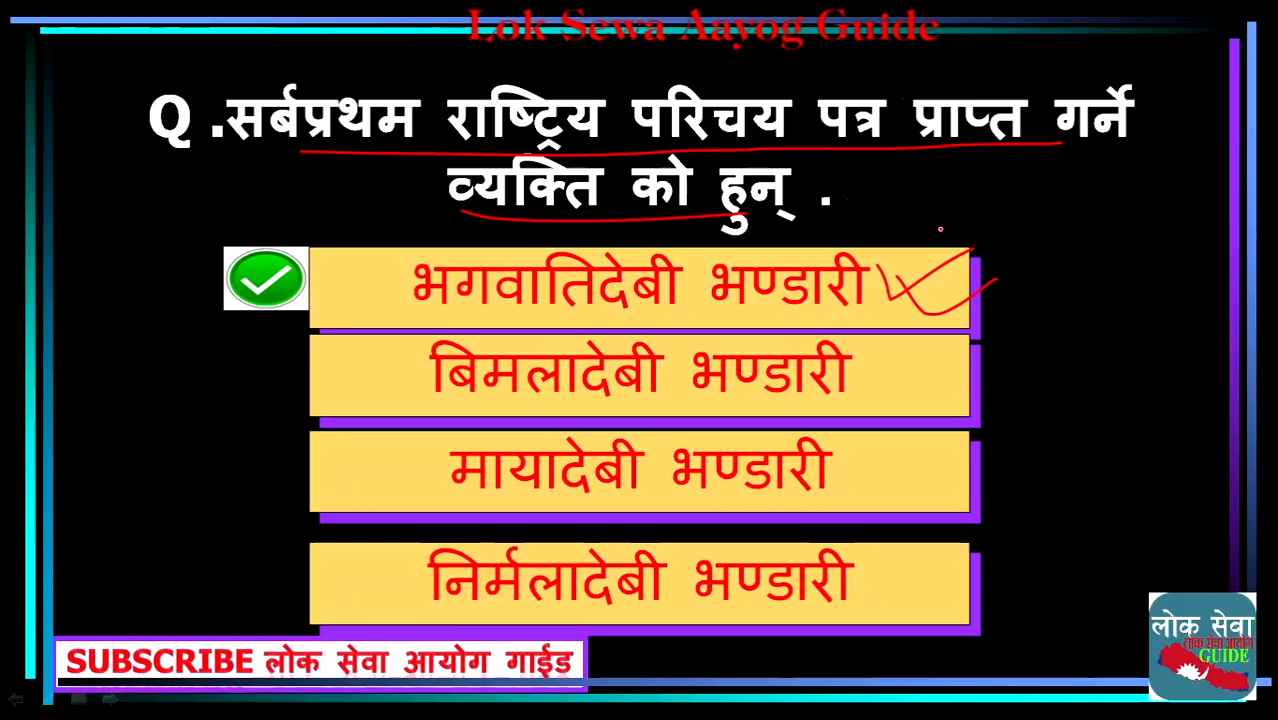 Lok Sewa Aayog Guide
Q .सर्बप्रथम राष्ट्रिय परिचय पत्र प्राप्त गर्ने
व्यक्ति को हुन् .
भगवातिदेबी भण्डारी
बिमलादेबी भण्डारी
मायादेबी भण्डारी
निर्मलादेबी भण्डारी
SUBSCRIBE लोक सेवा आयोग गाईड
लोक सेवा
लोक सेवा आयोग
GUIDE